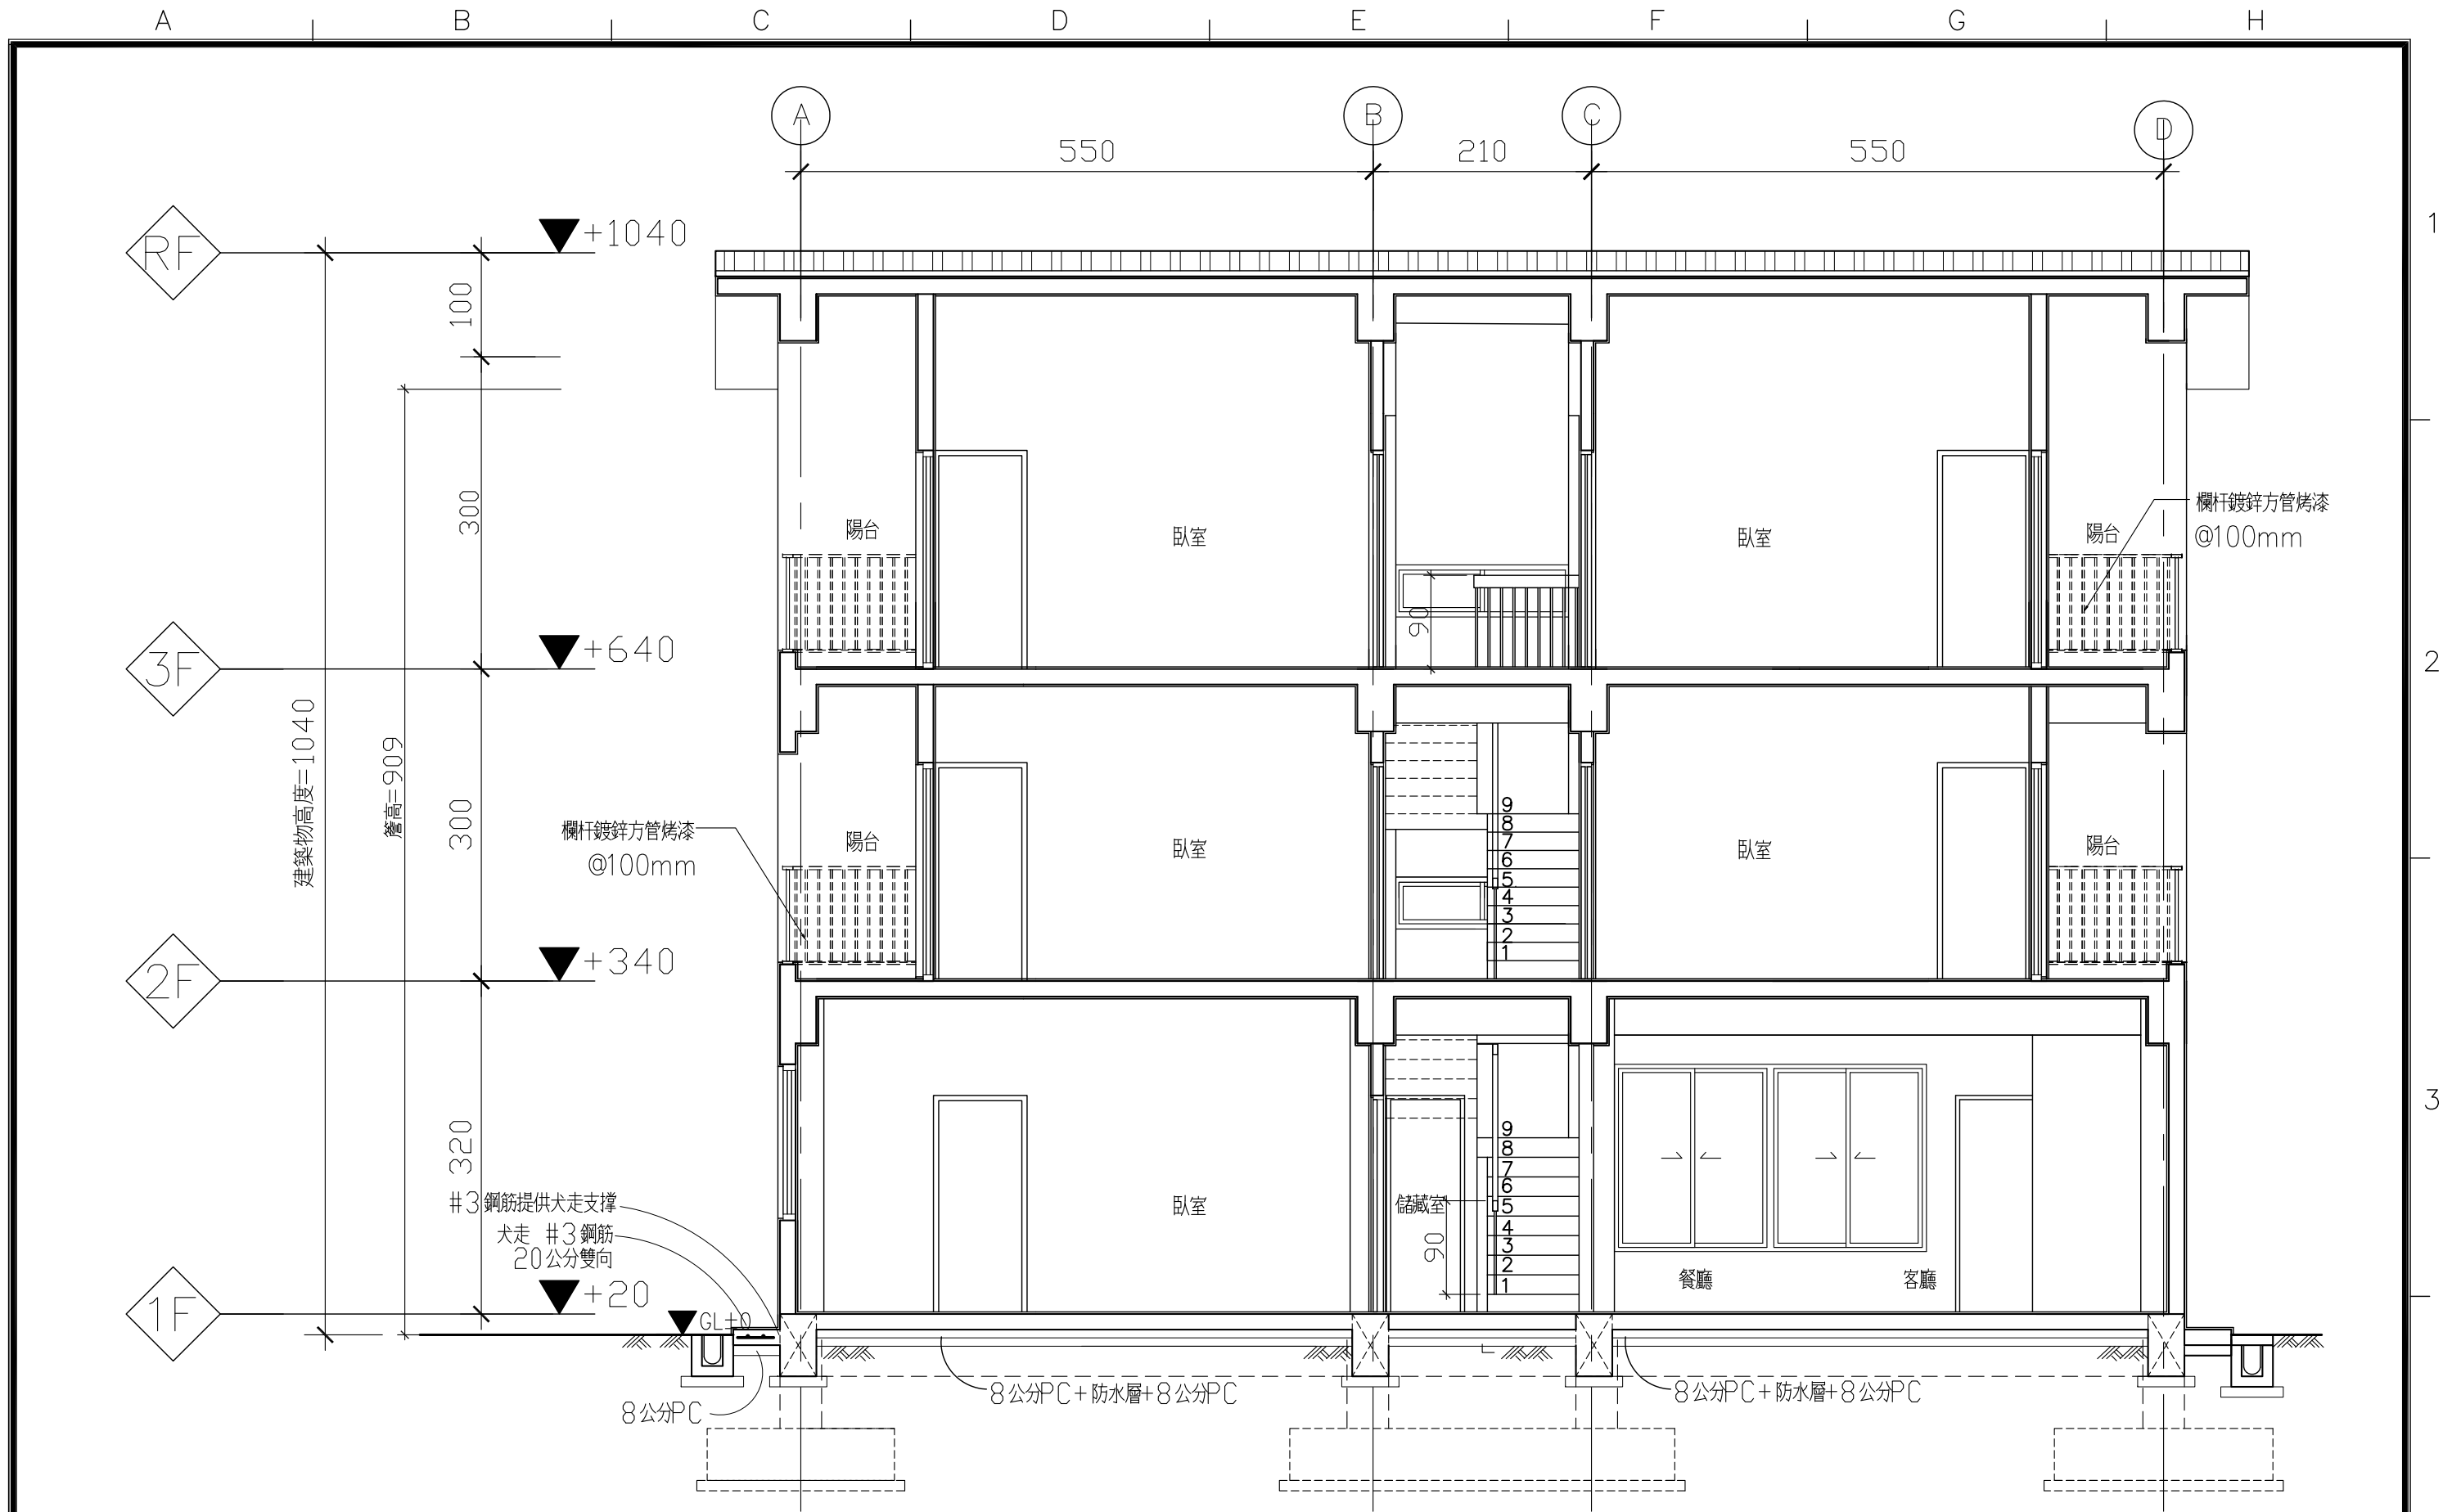 A B C D E F G H
A B C D
550 210 550
1
RF +1040
100
欄杆鍍鋅方管烤漆
@100mm
300
陽台 臥室 臥室 陽台
90
3F +640
2
建築物高度=1040
簷高=909
300
欄杆鍍鋅方管烤漆
@100mm
陽台 臥室 臥室 陽台
9
8
7
6
5
4
3
2
1
2F +340
3
320
9
8
7
6
5
4
3
2
1
#3鋼筋提供犬走支撐
犬走 #3鋼筋
20公分雙向
臥室 儲藏室
90
餐廳 客廳
1F +20
GL±0
8公分PC
8公分PC+防水層+8公分PC
8公分PC+防水層+8公分PC